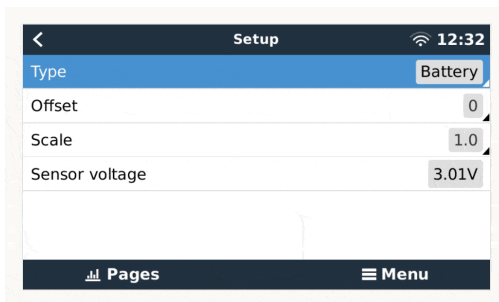 Setup 12:32
Type Battery
Offset 0
Scale 1.0
Sensor voltage 3.01V
Pages Menu